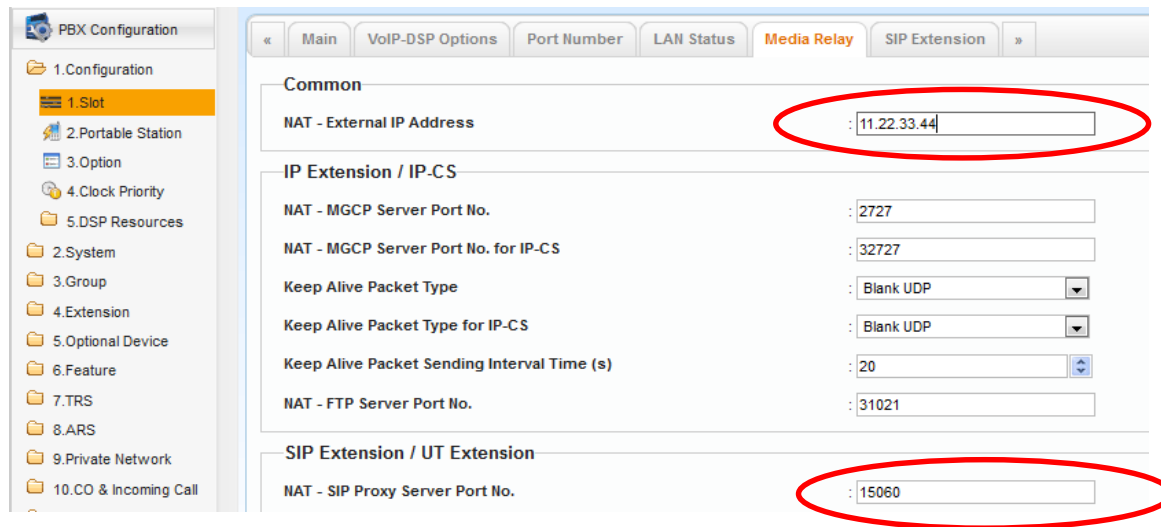 PBX Configuration
1.Configuration
1.Slot
2.Portable Station
3.Option
4.Clock Priority
5.DSP Resources
2.System
3.Group
4.Extension
5.Optional Device
6.Feature
7.TRS
8.ARS
9.Private Network
10.CO & Incoming Call
« Main VoIP-DSP Options Port Number LAN Status Media Relay SIP Extension »
Common
NAT - External IP Address : 11.22.33.44
IP Extension / IP-CS
NAT - MGCP Server Port No. : 2727
NAT - MGCP Server Port No. for IP-CS : 32727
Keep Alive Packet Type : Blank UDP
Keep Alive Packet Type for IP-CS : Blank UDP
Keep Alive Packet Sending Interval Time (s) : 20
NAT - FTP Server Port No. : 31021
SIP Extension / UT Extension
NAT - SIP Proxy Server Port No. : 15060